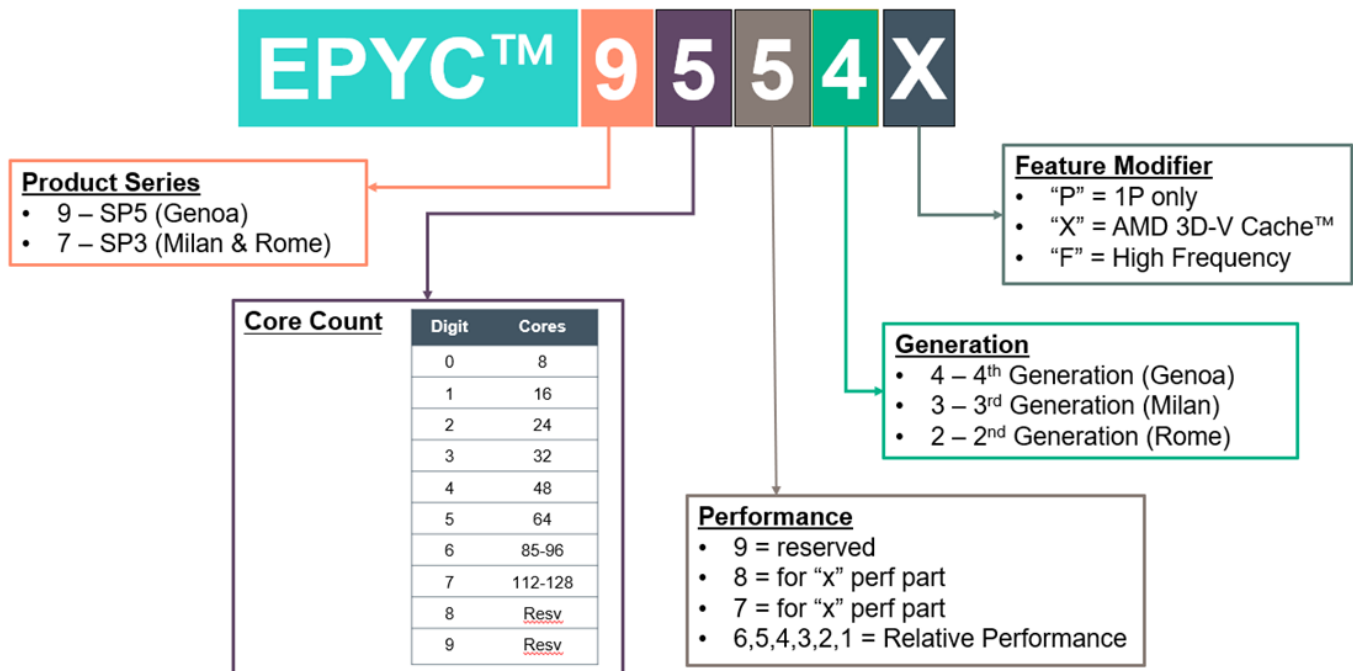 EPYC™ 9 5 5 4 X
Product Series
• 9 – SP5 (Genoa)
• 7 – SP3 (Milan & Rome)
Feature Modifier
• “P” = 1P only
• “X” = AMD 3D-V Cache™
• “F” = High Frequency
Core Count
Digit Cores
0 8
1 16
2 24
3 32
4 48
5 64
6 85-96
7 112-128
8 Resv
9 Resv
Generation
• 4 – 4th Generation (Genoa)
• 3 – 3rd Generation (Milan)
• 2 – 2nd Generation (Rome)
Performance
• 9 = reserved
• 8 = for “x” perf part
• 7 = for “x” perf part
• 6,5,4,3,2,1 = Relative Performance